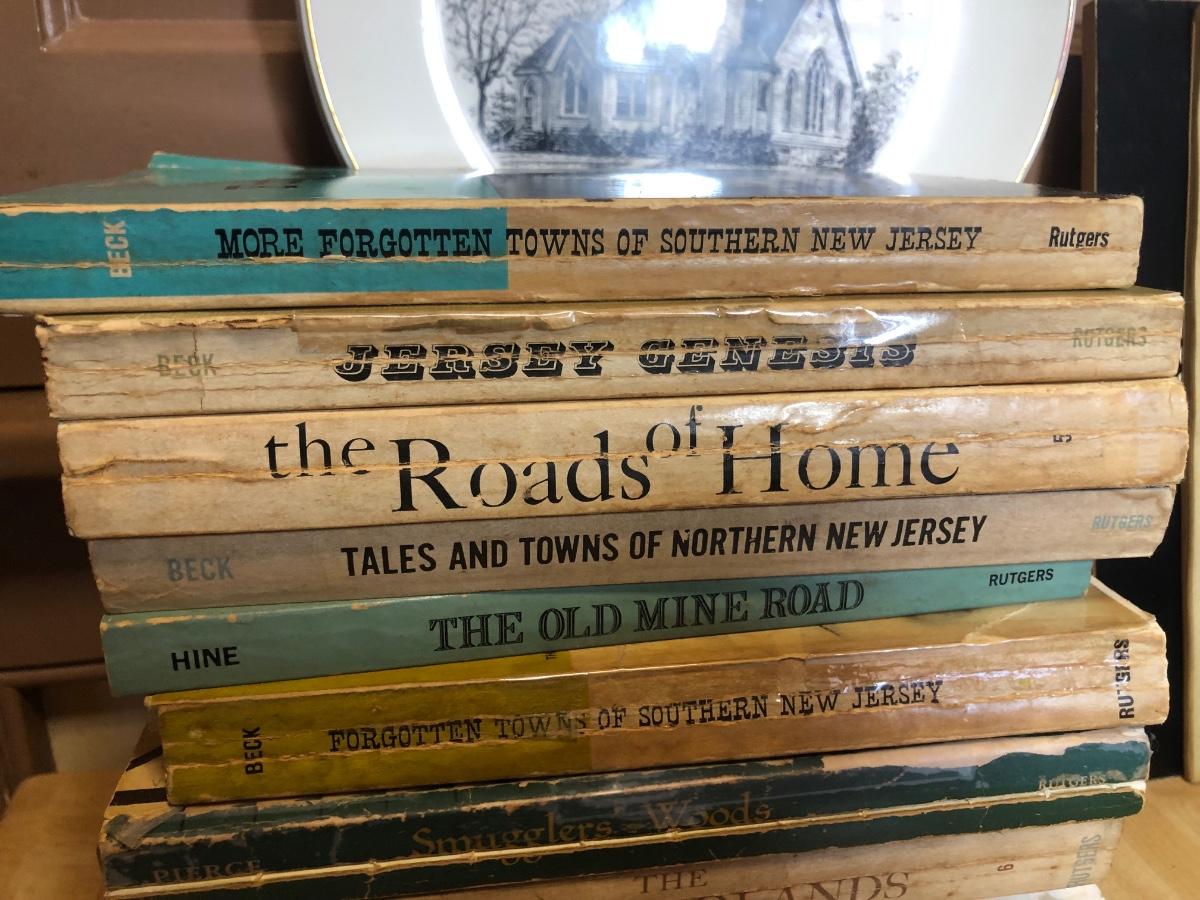 BECK MORE FORGOTTEN TOWNS OF SOUTHERN NEW JERSEY Rutgers
BECK JERSEY GENESIS RUTGERS
the Roads of Home 5
BECK TALES AND TOWNS OF NORTHERN NEW JERSEY RUTGERS
HINE THE OLD MINE ROAD RUTGERS
BECK FORGOTTEN TOWNS OF SOUTHERN NEW JERSEY RUTGERS
PIERCE Smugglers' Woods RUTGERS
THE 6 RUTGERS